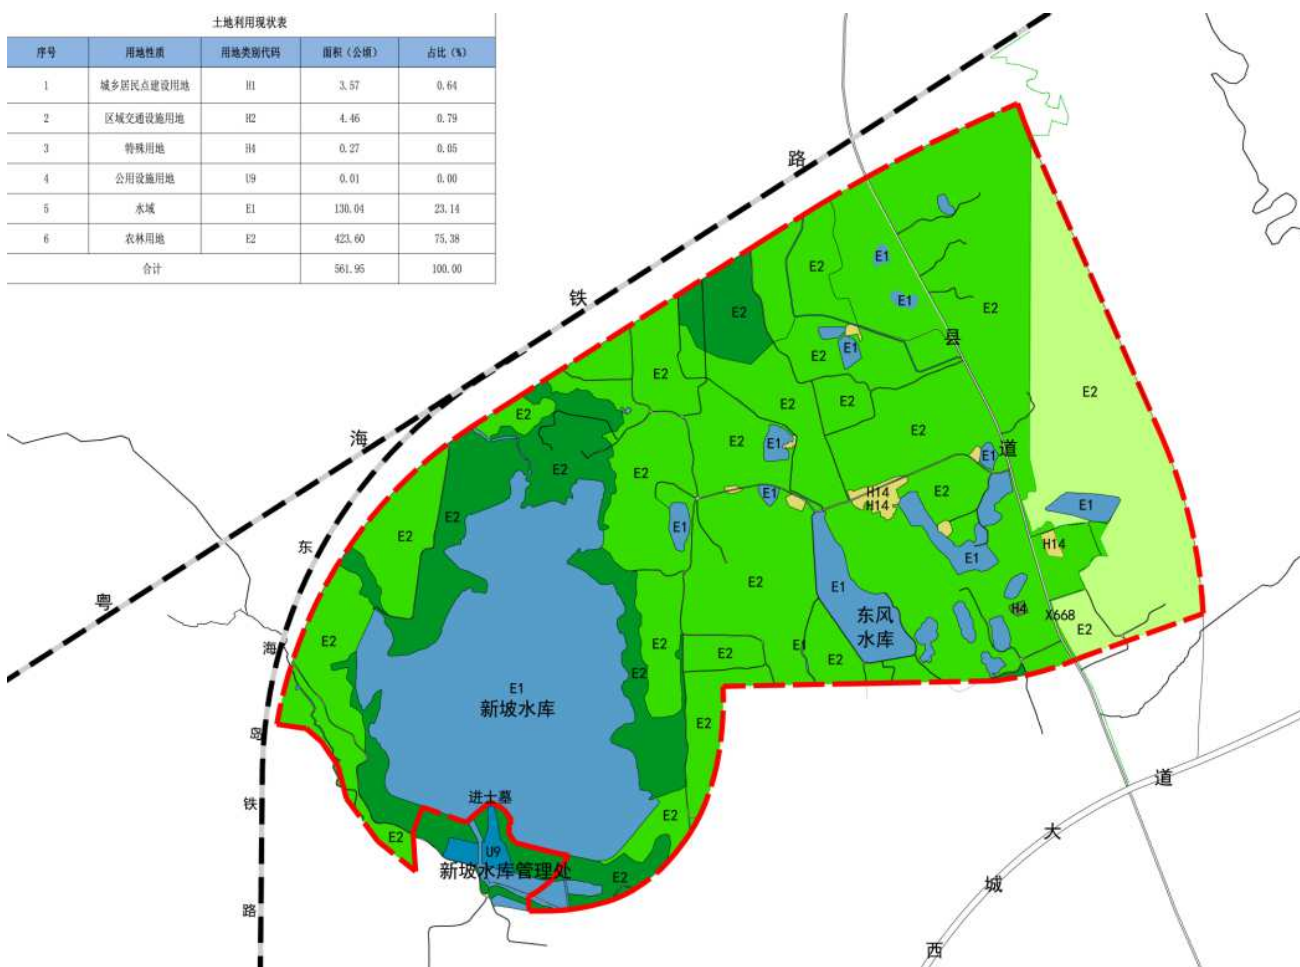 土地利用现状表
序号 用地性质 用地类别代码 面积（公顷） 占比（%）
1 城乡居民点建设用地 H1 3.57 0.64
2 区域交通设施用地 H2 4.46 0.79
3 特殊用地 H4 0.27 0.05
4 公用设施用地 U9 0.01 0.00
5 水域 E1 130.04 23.14
6 农林用地 E2 423.60 75.38
合计 561.95 100.00
路
E2
E1
E1
E2
铁
E2
县
E2
E1
E2
E2
E2
E2
E2
海
E2
E2
E2
E1
道
E1
E2
E2
E1
H14
E2
H14
E1
E2
E1
E2
东
H14
E1
E2
E1
粤
东风
水库
H4
X668
E2
海
E2
E2
E2
E1
E2
E2
E1
新坡水库
E2
岛
道
铁
进士墓
E2
大
E2
U9
新坡水库管理处
E2
城
路
西